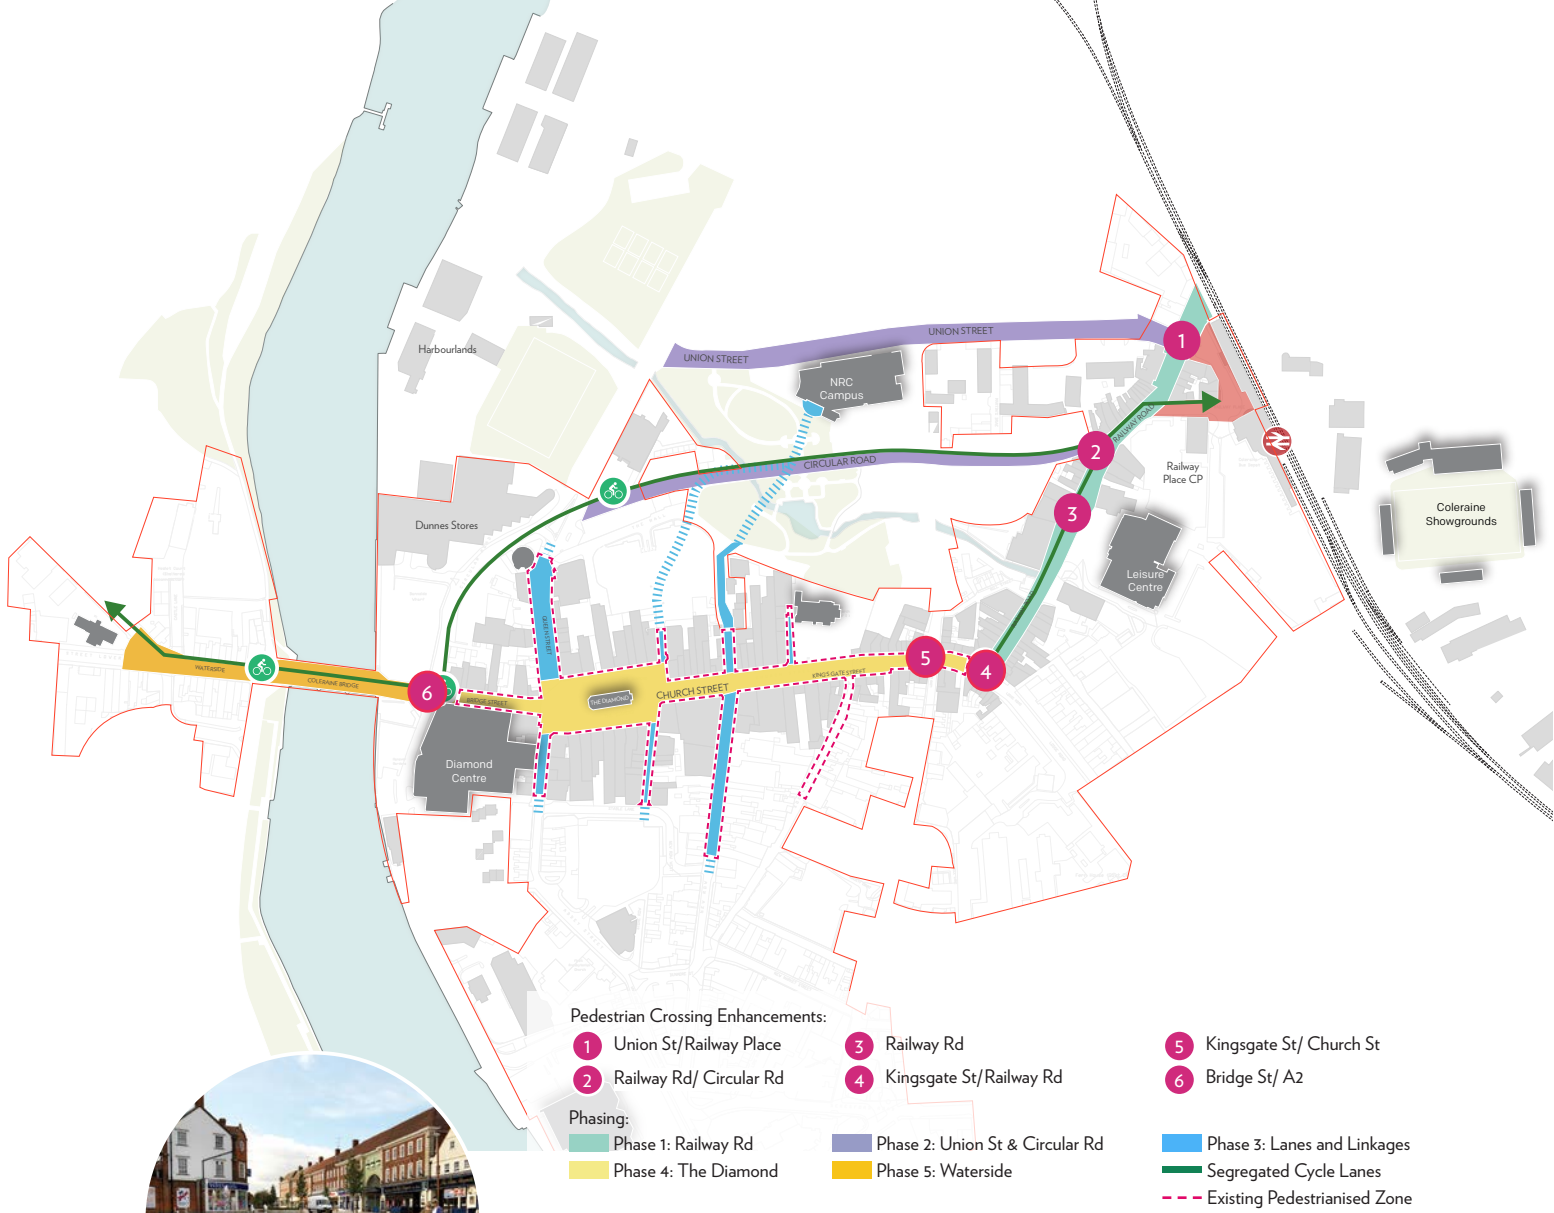 Harbourlands
UNION STREET
UNION STREET
1
NRC
Campus
RAILWAY ROAD
2
CIRCULAR ROAD
Railway
Place CP
3
Coleraine
Showgrounds
Dunnes Stores
Leisure
Centre
QUEEN STREET
5
4
WATERSIDE
COLERAINE BRIDGE
6
BRIDGE STREET
THE DIAMOND
CHURCH STREET
KINGSGATE STREET
Diamond
Centre
Pedestrian Crossing Enhancements:
1 Union St/Railway Place
3 Railway Rd
5 Kingsgate St/ Church St
2 Railway Rd/ Circular Rd
4 Kingsgate St/Railway Rd
6 Bridge St/ A2
Phasing:
Phase 1: Railway Rd
Phase 2: Union St & Circular Rd
Phase 3: Lanes and Linkages
Phase 4: The Diamond
Phase 5: Waterside
Segregated Cycle Lanes
Existing Pedestrianised Zone